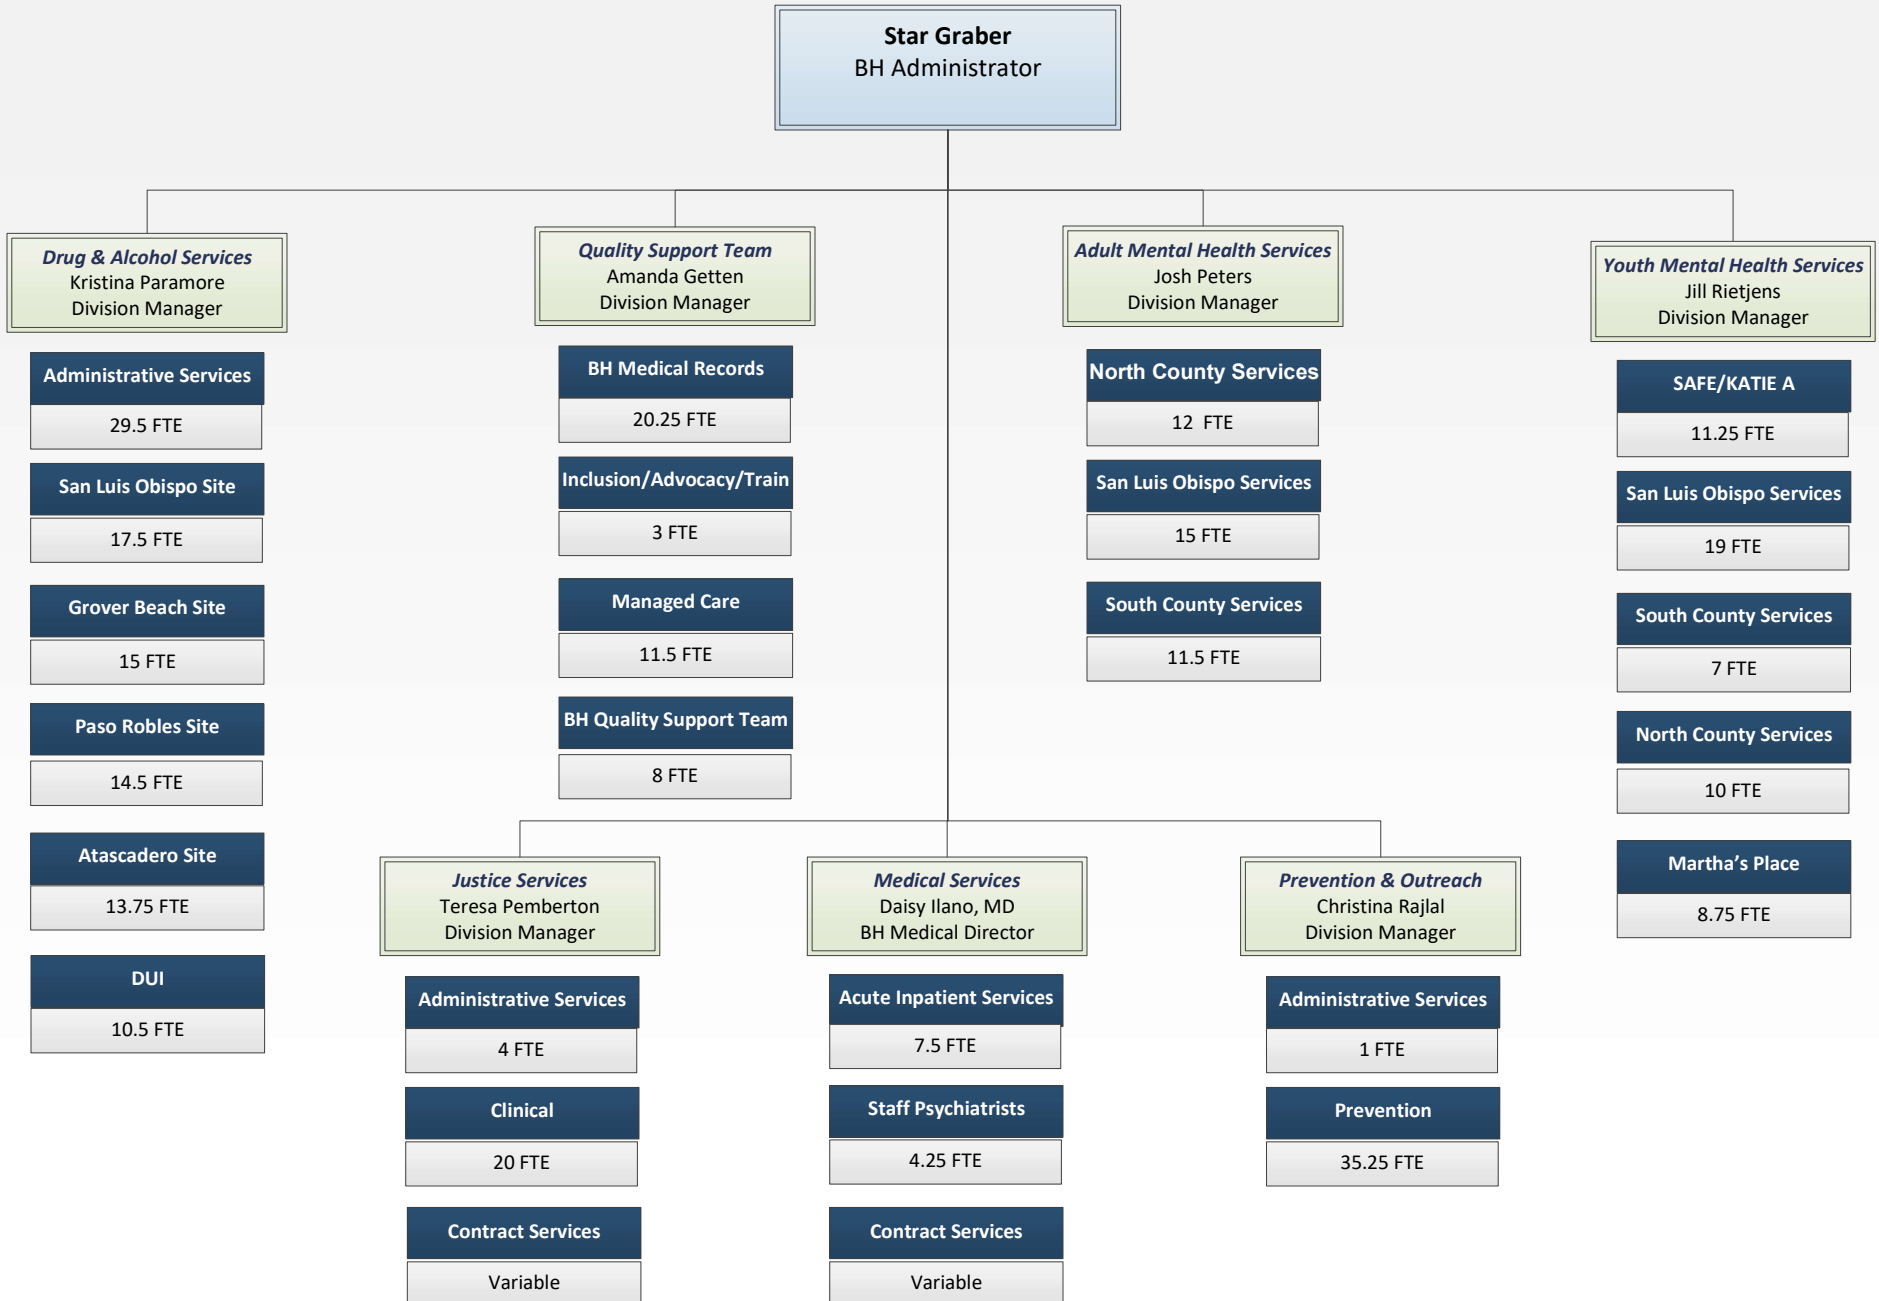 Star Graber
BH Administrator
Drug & Alcohol Services
Kristina Paramore
Division Manager
Administrative Services
29.5 FTE
San Luis Obispo Site
17.5 FTE
Grover Beach Site
15 FTE
Paso Robles Site
14.5 FTE
Atascadero Site
13.75 FTE
DUI
10.5 FTE
Quality Support Team
Amanda Getten
Division Manager
BH Medical Records
20.25 FTE
Inclusion/Advocacy/Train
3 FTE
Managed Care
11.5 FTE
BH Quality Support Team
8 FTE
Adult Mental Health Services
Josh Peters
Division Manager
North County Services
12 FTE
San Luis Obispo Services
15 FTE
South County Services
11.5 FTE
Youth Mental Health Services
Jill Rietjens
Division Manager
SAFE/KATIE A
11.25 FTE
San Luis Obispo Services
19 FTE
South County Services
7 FTE
North County Services
10 FTE
Martha’s Place
8.75 FTE
Justice Services
Teresa Pemberton
Division Manager
Administrative Services
4 FTE
Clinical
20 FTE
Contract Services
Variable
Medical Services
Daisy Ilano, MD
BH Medical Director
Acute Inpatient Services
7.5 FTE
Staff Psychiatrists
4.25 FTE
Contract Services
Variable
Prevention & Outreach
Christina Rajlal
Division Manager
Administrative Services
1 FTE
Prevention
35.25 FTE